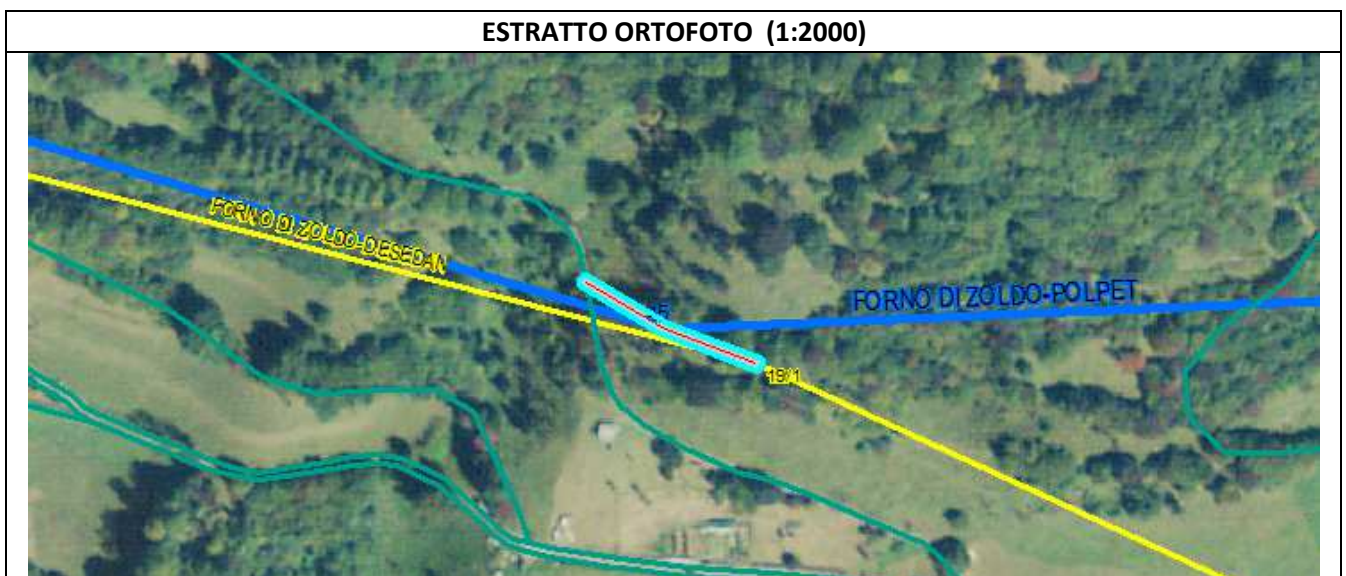 ESTRATTO ORTOFOTO (1:2000)
FORNO DI ZOLDO-DESEDAN
FORNO DI ZOLDO-POLPET
19/1